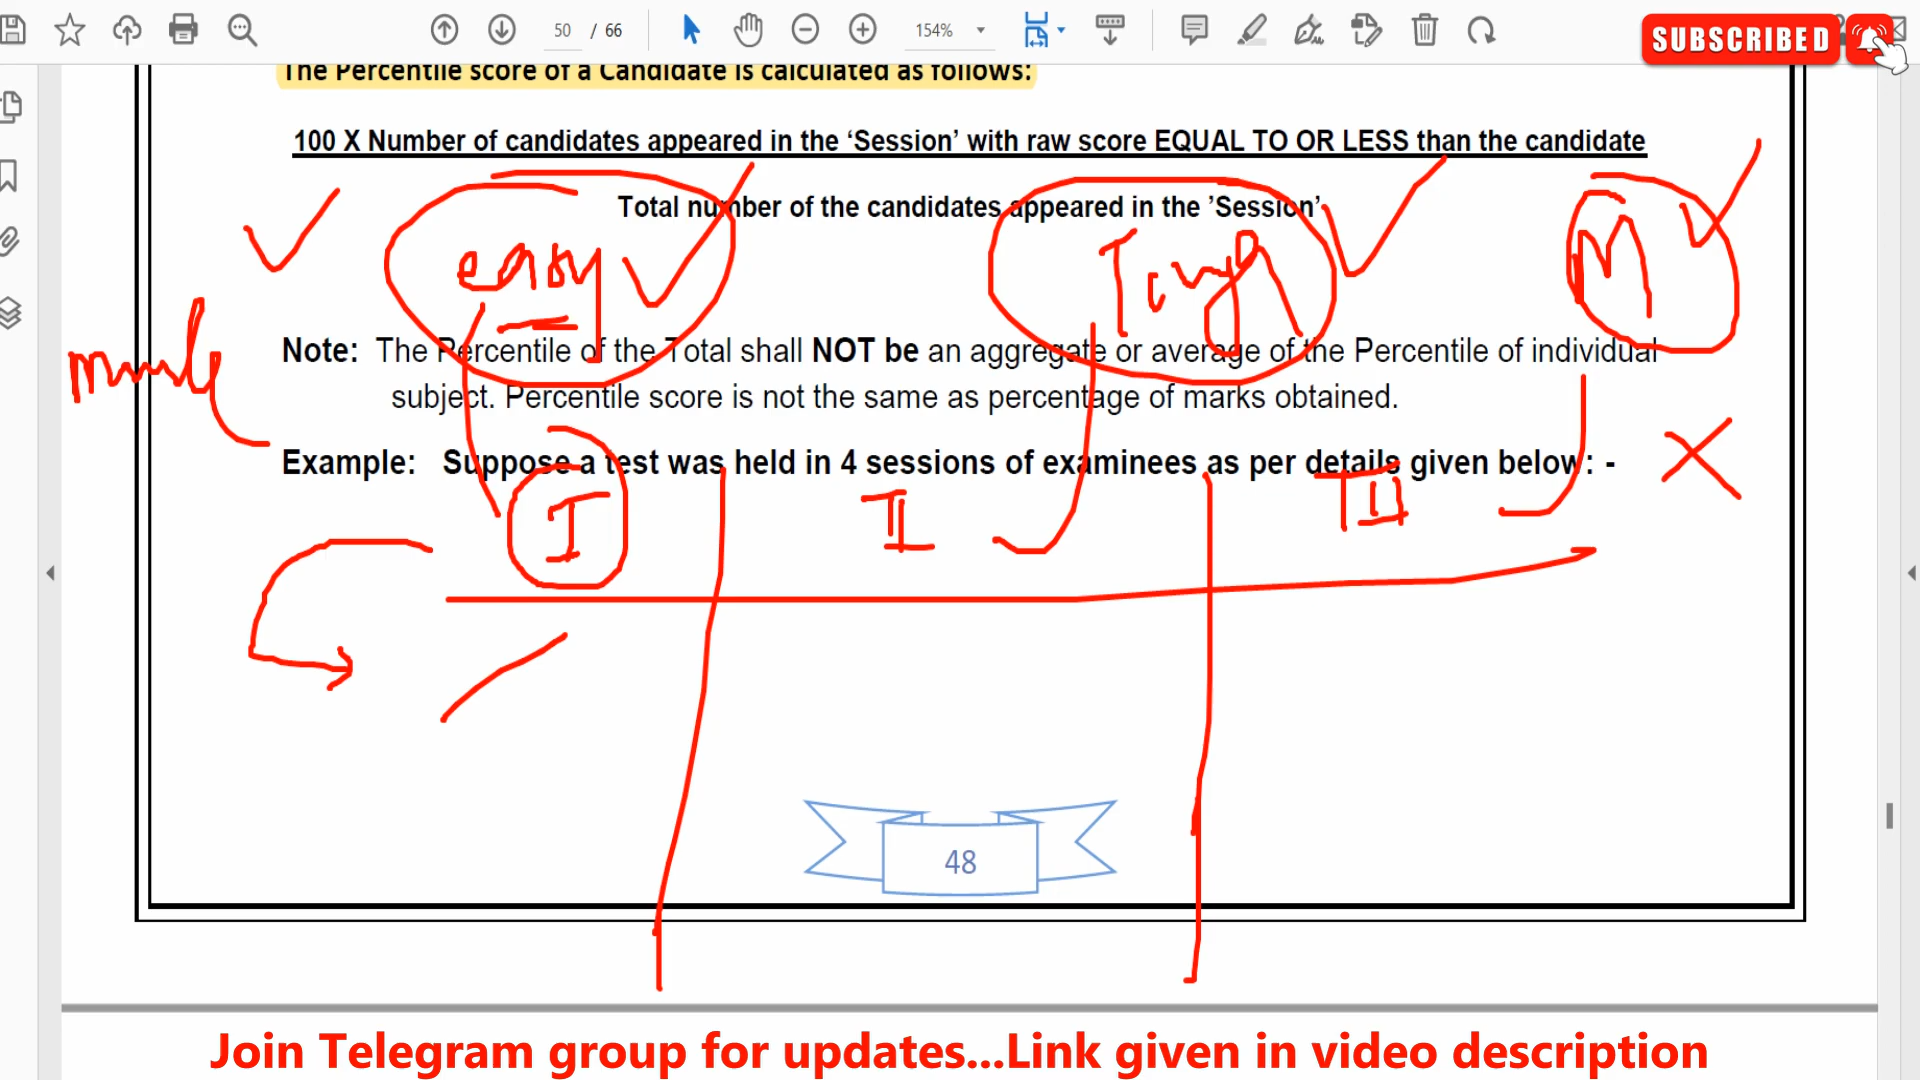 50 / 66
154%
SUBSCRIBED
The Percentile score of a Candidate is calculated as follows:
100 X Number of candidates appeared in the ‘Session’ with raw score EQUAL TO OR LESS than the candidate
Total number of the candidates appeared in the ’Session’
easy
M
Note: The Percentile of the Total shall NOT be an aggregate or average of the Percentile of individual
subject. Percentile score is not the same as percentage of marks obtained.
Example: Suppose a test was held in 4 sessions of examinees as per details given below: -
I II III
48
Join Telegram group for updates...Link given in video description